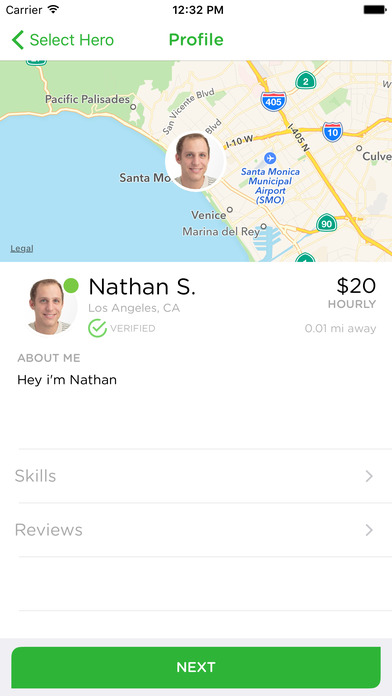 Carrier 12:32 PM
Select Hero Profile
2
Pacific Palisades
San Vicente Blvd
405
Blvd
I-10 W
I-405 N
10
Culve
Santa Mo
Santa Monica
Municipal
Airport
(SMO)
Venice
Marina del Rey
90
Legal
1
Nathan S. $20
Los Angeles, CA HOURLY
VERIFIED 0.01 mi away
ABOUT ME
Hey i'm Nathan
Skills
Reviews
NEXT